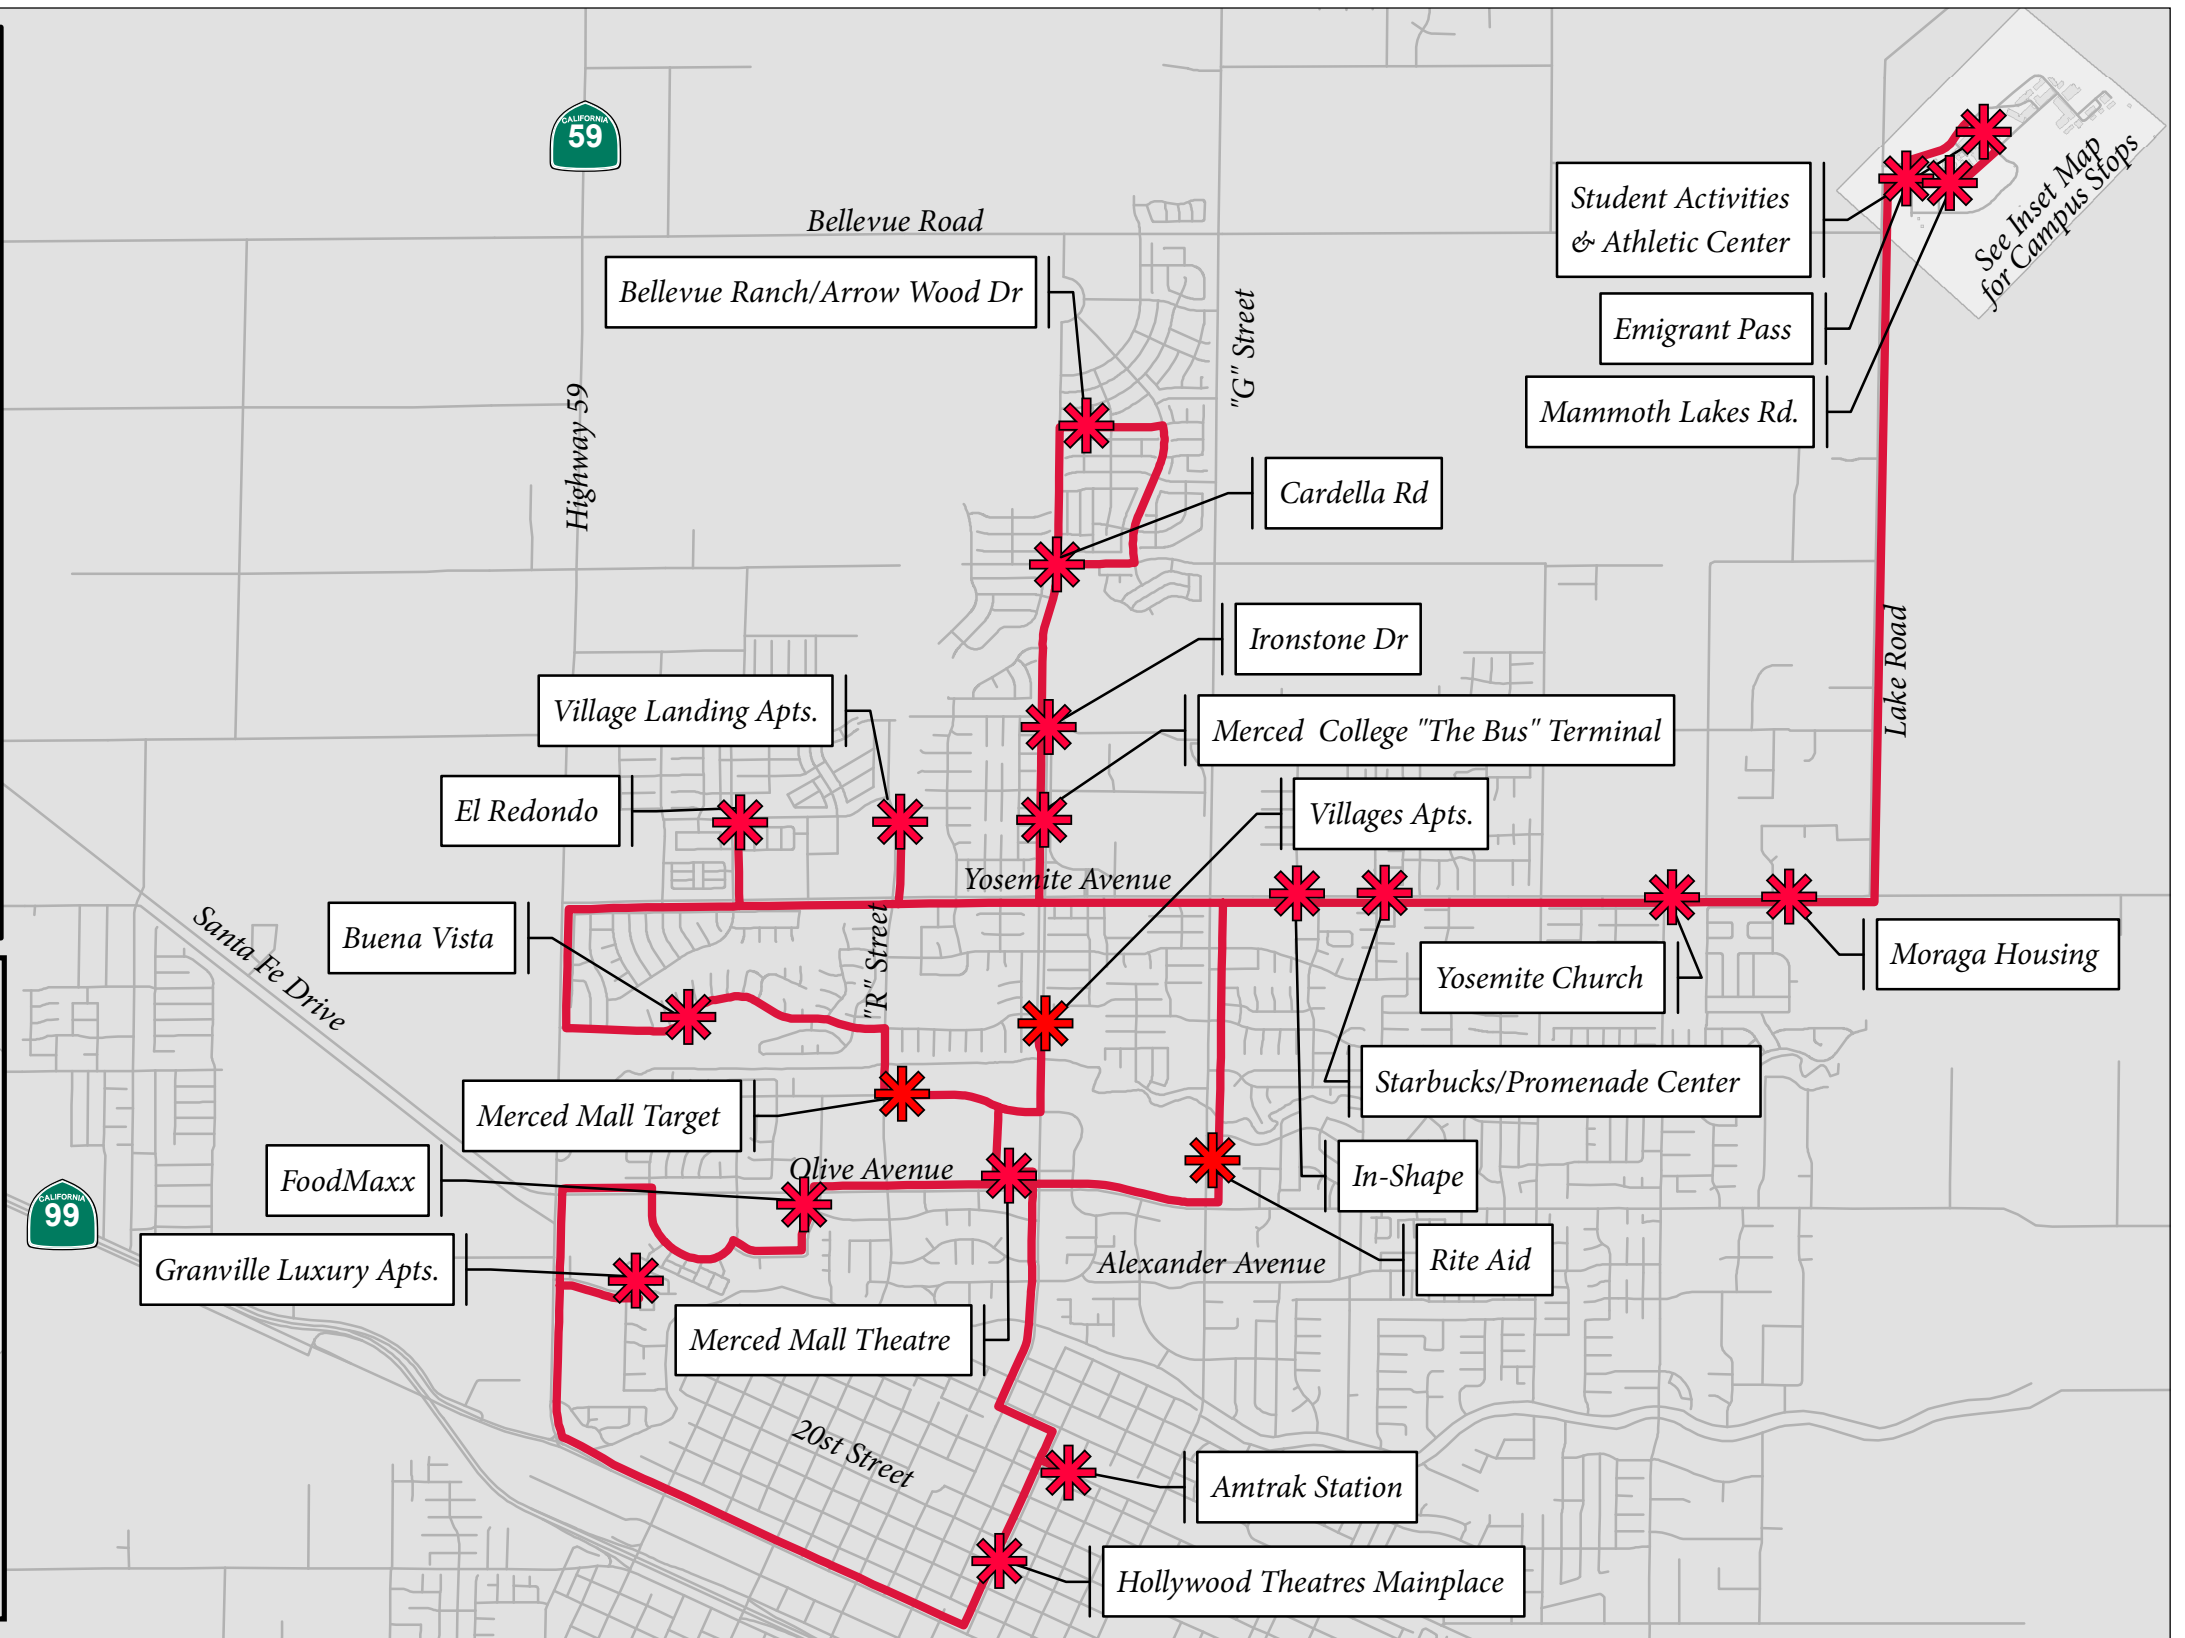 CALIFORNIA
59
Bellevue Road
Student Activities
& Athletic Center
See Inset Map
for Campus Stops
Bellevue Ranch/Arrow Wood Dr
"G" Street
Emigrant Pass
Mammoth Lakes Rd.
Highway 59
Cardella Rd
Ironstone Dr
Lake Road
Village Landing Apts.
Merced College "The Bus" Terminal
El Redondo
Villages Apts.
Yosemite Avenue
Santa Fe Drive
Buena Vista
"R" Street
Yosemite Church
Moraga Housing
Starbucks/Promenade Center
Merced Mall Target
FoodMaxx
Olive Avenue
In-Shape
CALIFORNIA
99
Granville Luxury Apts.
Alexander Avenue
Rite Aid
Merced Mall Theatre
20st Street
Amtrak Station
Hollywood Theatres Mainplace